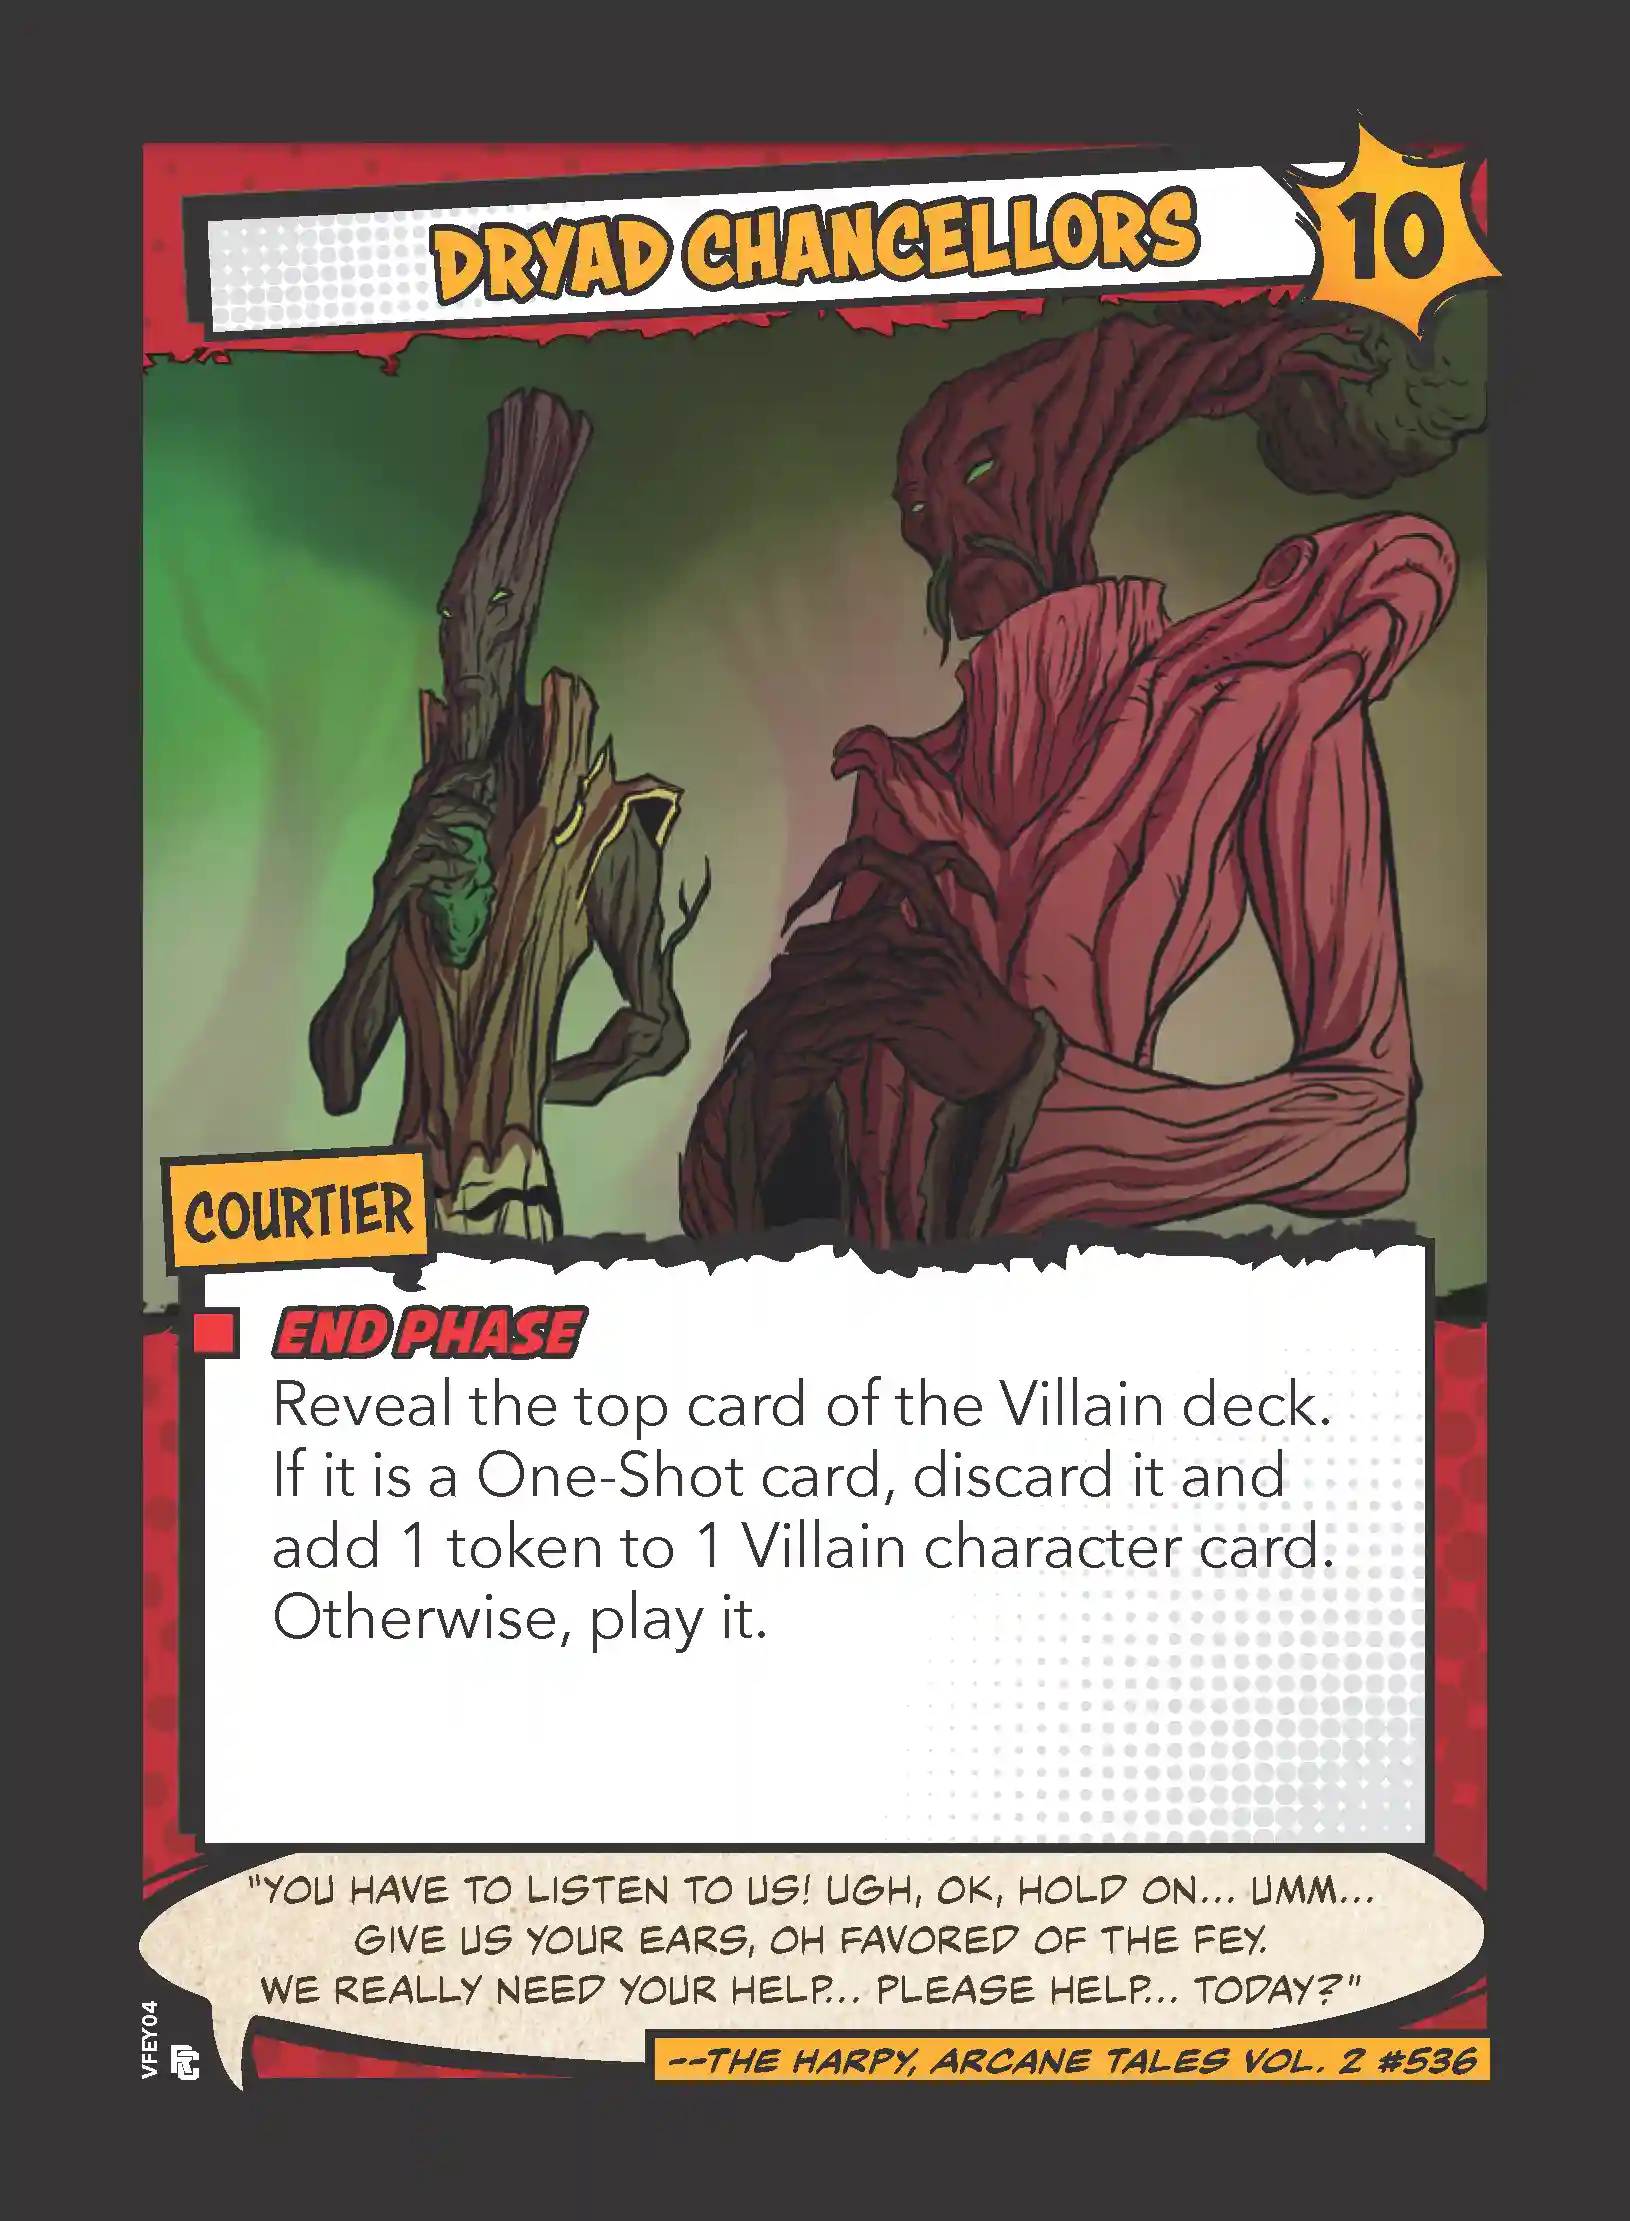 DRYAD CHANCELLORS
10
COURTIER
END PHASE
Reveal the top card of the Villain deck.
If it is a One-Shot card, discard it and
add 1 token to 1 Villain character card.
Otherwise, play it.
"YOU HAVE TO LISTEN TO US! UGH, OK, HOLD ON... UMM...
GIVE US YOUR EARS, OH FAVORED OF THE FEY.
WE REALLY NEED YOUR HELP... PLEASE HELP... TODAY?"
--THE HARPY, ARCANE TALES VOL. 2 #536
VFEY04